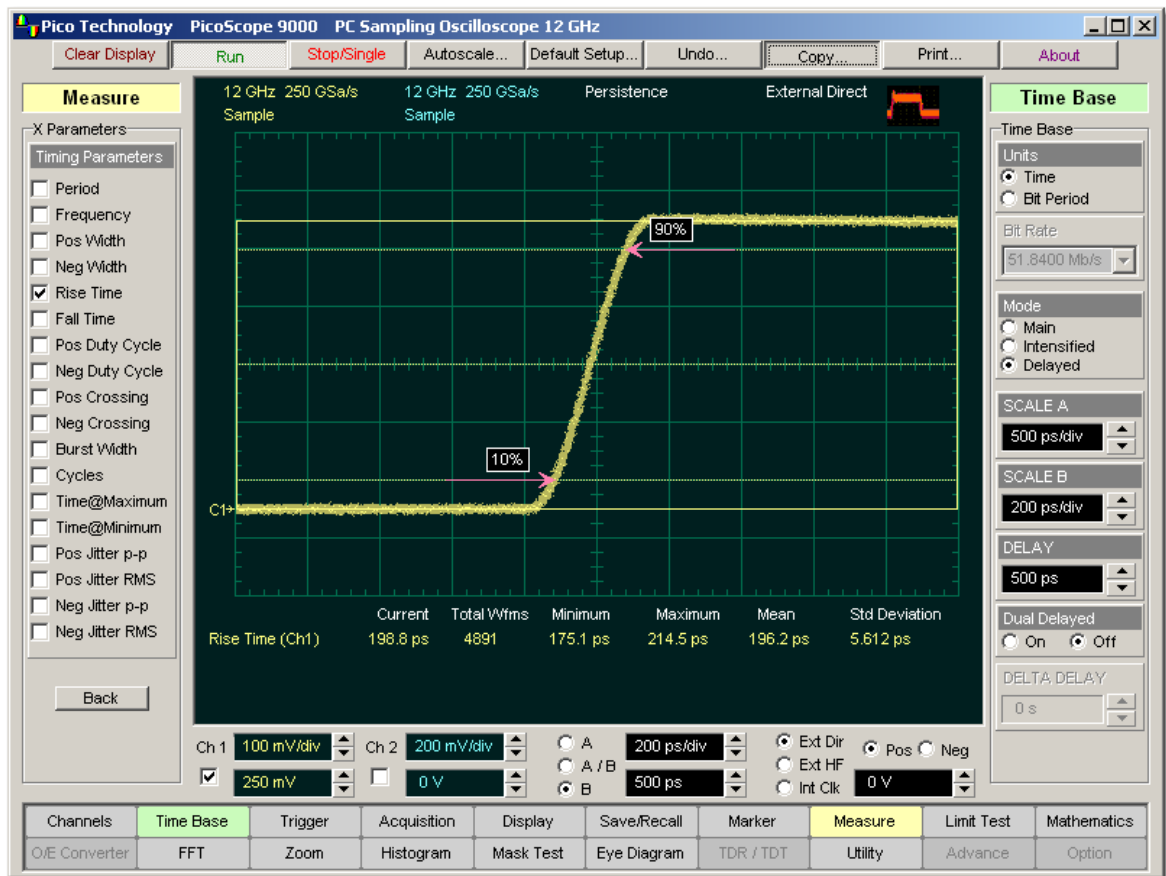 Pico Technology PicoScope 9000 PC Sampling Oscilloscope 12 GHz
Clear Display Run Stop/Single Autoscale... Default Setup... Undo... Copy... Print... About
Measure
X Parameters
Timing Parameters
Period
Frequency
Pos Width
Neg Width
Rise Time
Fall Time
Pos Duty Cycle
Neg Duty Cycle
Pos Crossing
Neg Crossing
Burst Width
Cycles
Time@Maximum
Time@Minimum
Pos Jitter p-p
Pos Jitter RMS
Neg Jitter p-p
Neg Jitter RMS
Back
12 GHz 250 GSa/s 12 GHz 250 GSa/s Persistence External Direct
Sample Sample
90%
10%
C1
Current Total Wfms Minimum Maximum Mean Std Deviation
Rise Time (Ch1) 198.8 ps 4891 175.1 ps 214.5 ps 196.2 ps 5.612 ps
Time Base
Time Base
Units
Time
Bit Period
Bit Rate
51.8400 Mb/s
Mode
Main
Intensified
Delayed
SCALE A
500 ps/div
SCALE B
200 ps/div
DELAY
500 ps
Dual Delayed
On Off
DELTA DELAY
0 s
Ch 1 100 mV/div Ch 2 200 mV/div A 200 ps/div Ext Dir Pos Neg
A / B Ext HF
250 mV 0 V B 500 ps Int Clk 0 V
Channels Time Base Trigger Acquisition Display Save/Recall Marker Measure Limit Test Mathematics
O/E Converter FFT Zoom Histogram Mask Test Eye Diagram TDR / TDT Utility Advance Option